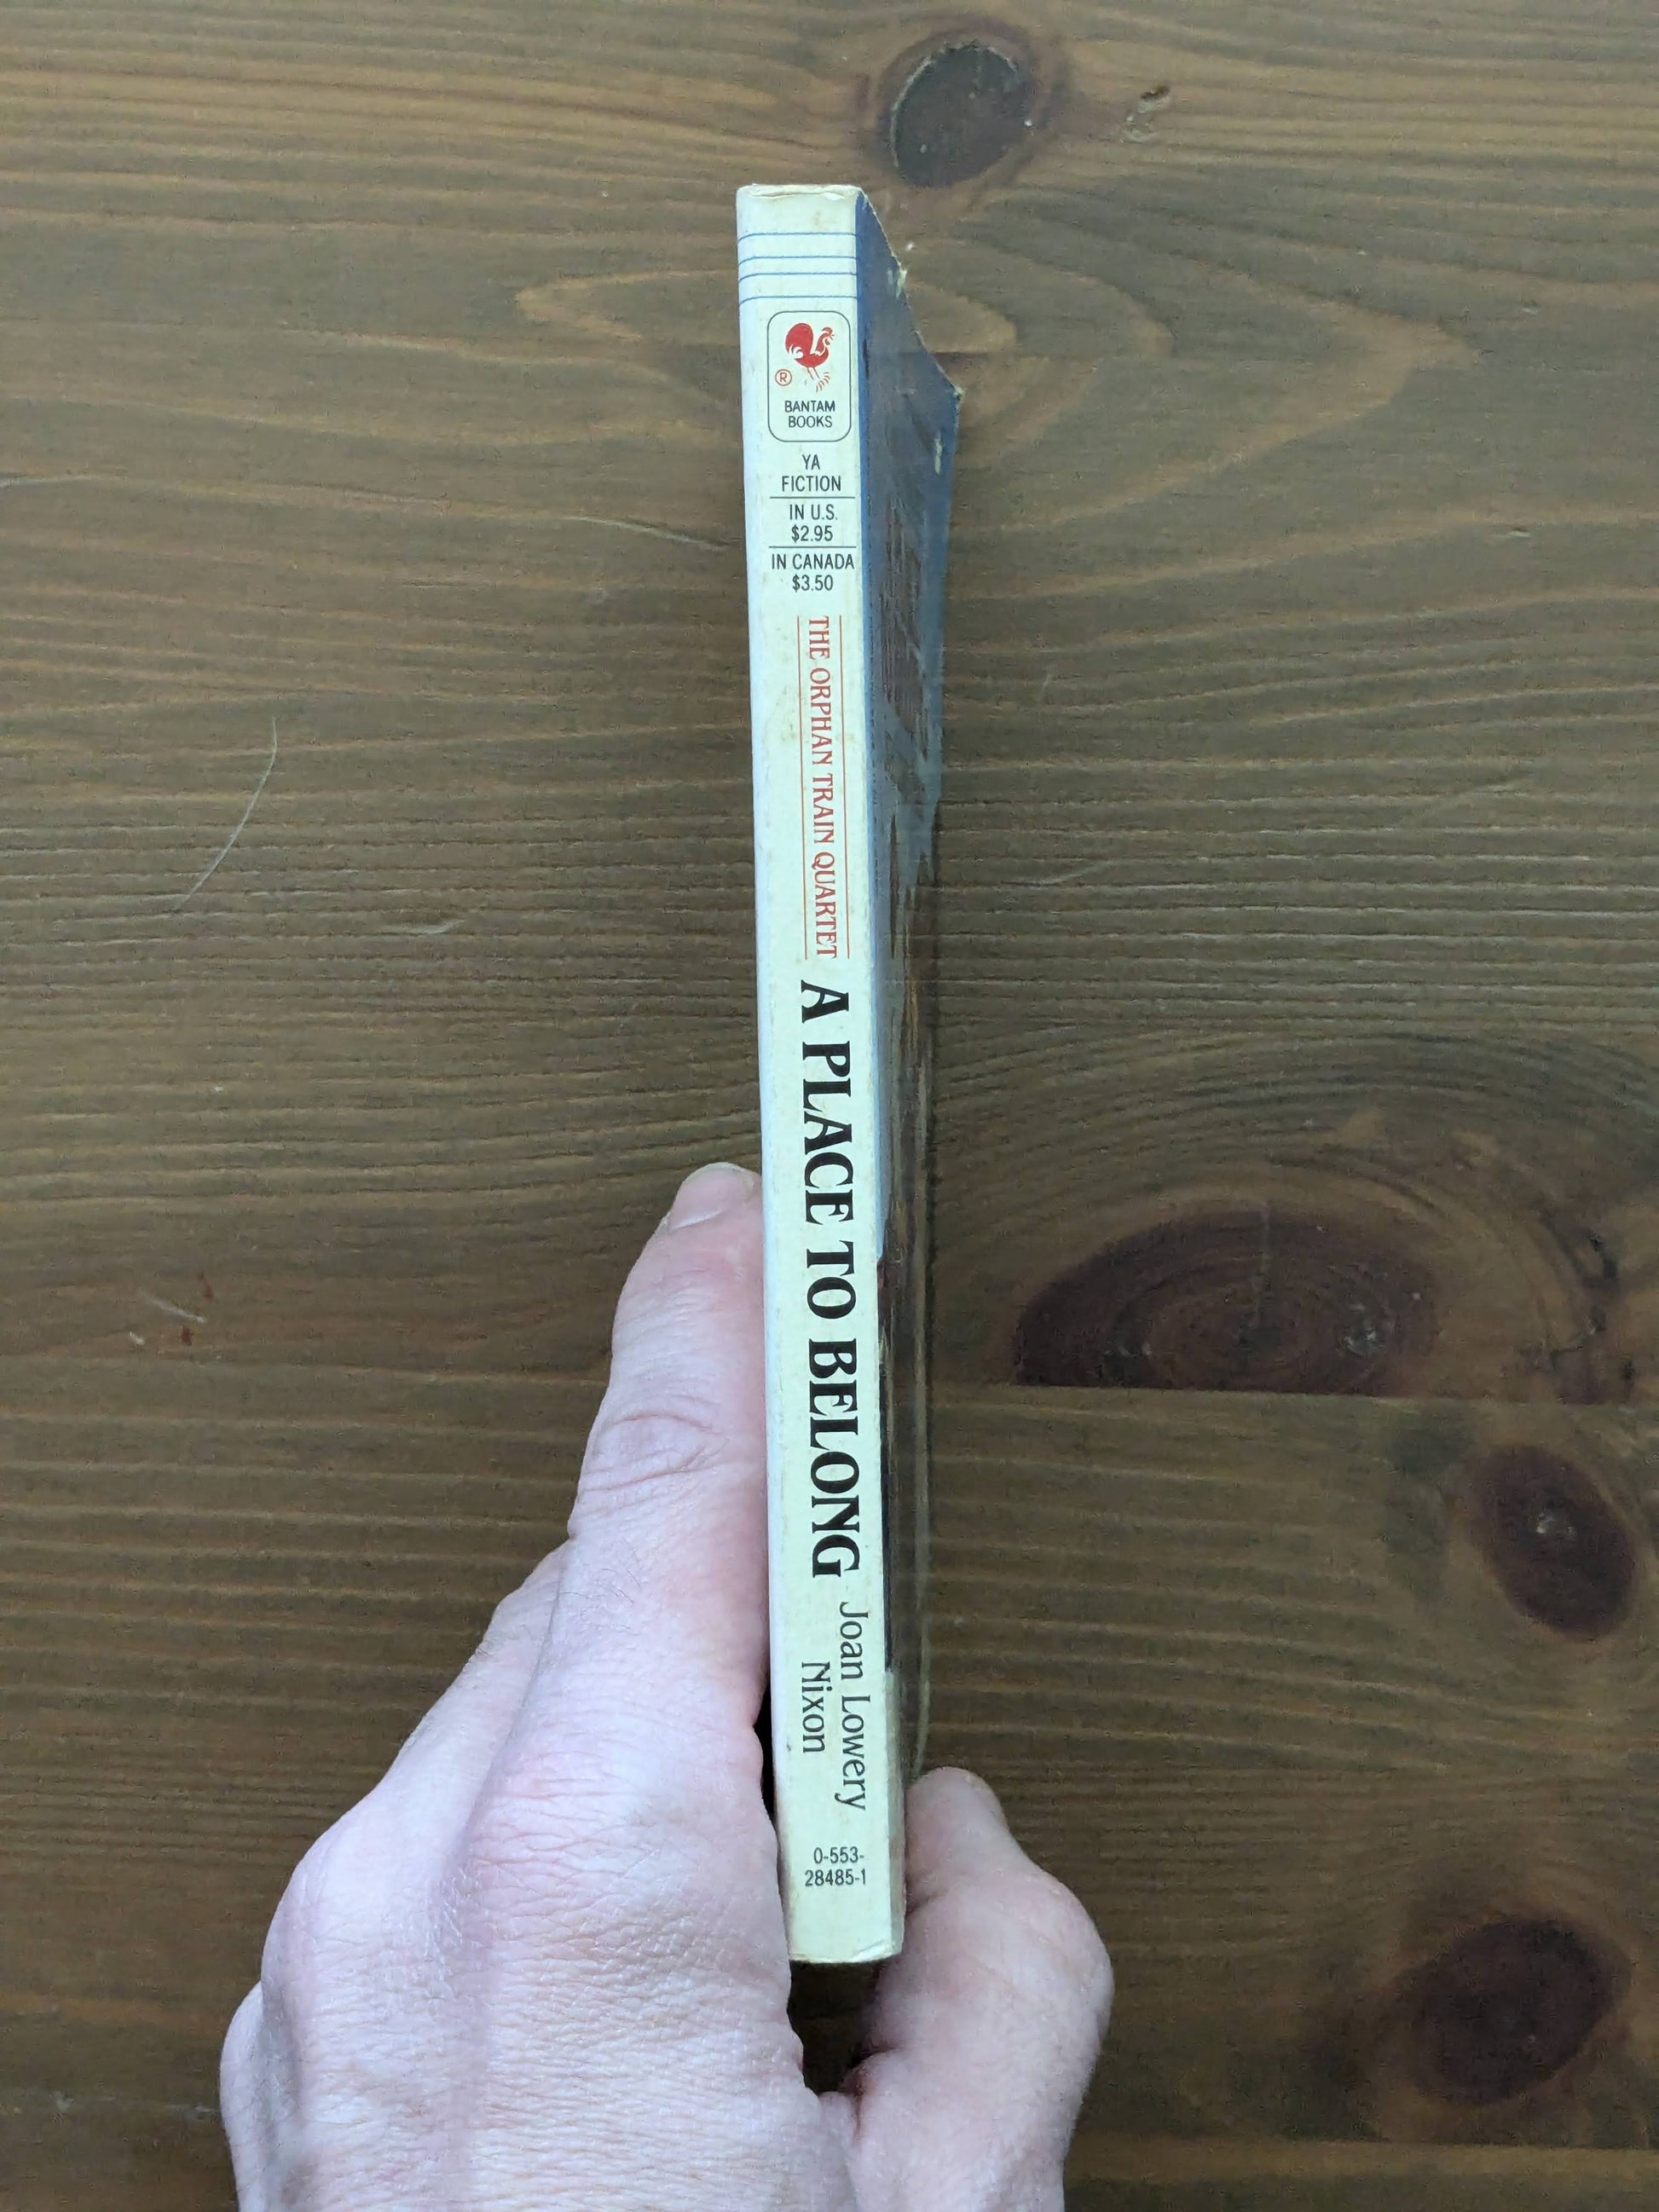 ®
BANTAM
BOOKS
YA
FICTION
IN U.S.
$2.95
IN CANADA
$3.50
THE ORPHAN TRAIN QUARTET
A PLACE TO BELONG
Joan Lowery
Nixon
0-553-
28485-1